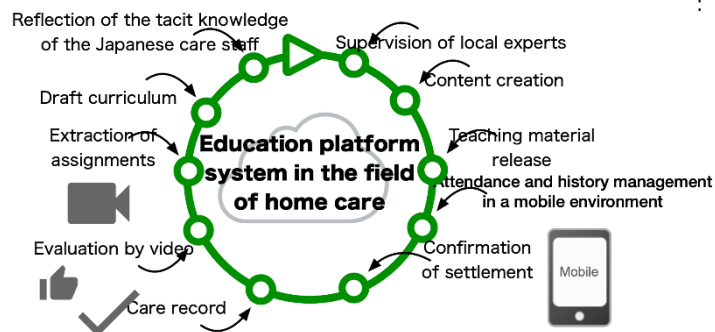 Reflection of the tacit knowledge
of the Japanese care staff
Supervision of local experts
Content creation
Draft curriculum
Extraction of
assignments
Education platform
system in the field
of home care
Teaching material
release
Attendance and history management
in a mobile environment
Evaluation by video
Confirmation
of settlement
Mobile
Care record